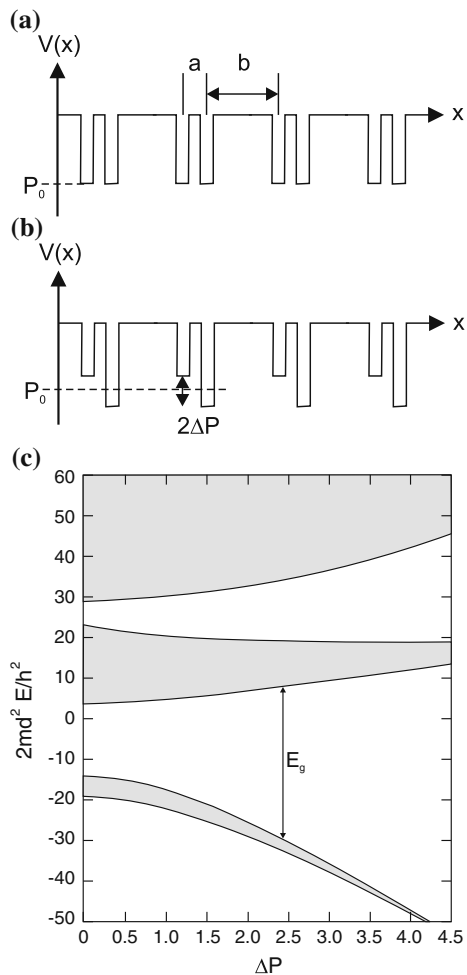 (a)
V(x)
a b
x
P₀
(b)
V(x)
x
P₀
2ΔP
(c)
60
50
40
30
20
10
0
-10
-20
-30
-40
-50
2md² E/h²
E_g
0 0.5 1.0 1.5 2.0 2.5 3.0 3.5 4.0 4.5
ΔP